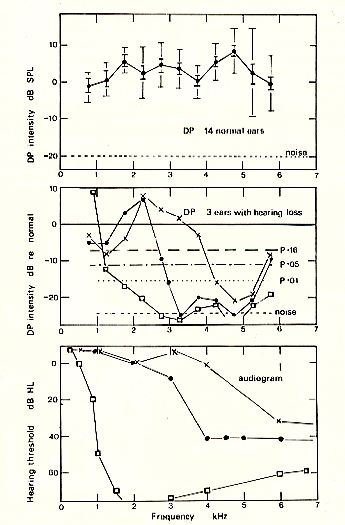 10
0
-10
-20
DP intensity dB SPL
DP 14 normal ears
noise
0 1 2 3 4 5 6 7
10
0
-10
-20
DP intensity dB re normal
DP 3 ears with hearing loss
P·16
P·05
P·01
noise
0 1 2 3 4 5 6 7
0
20
40
60
Hearing threshold dB HL
audiogram
0 1 2 3 4 5 6 7
Frequency kHz